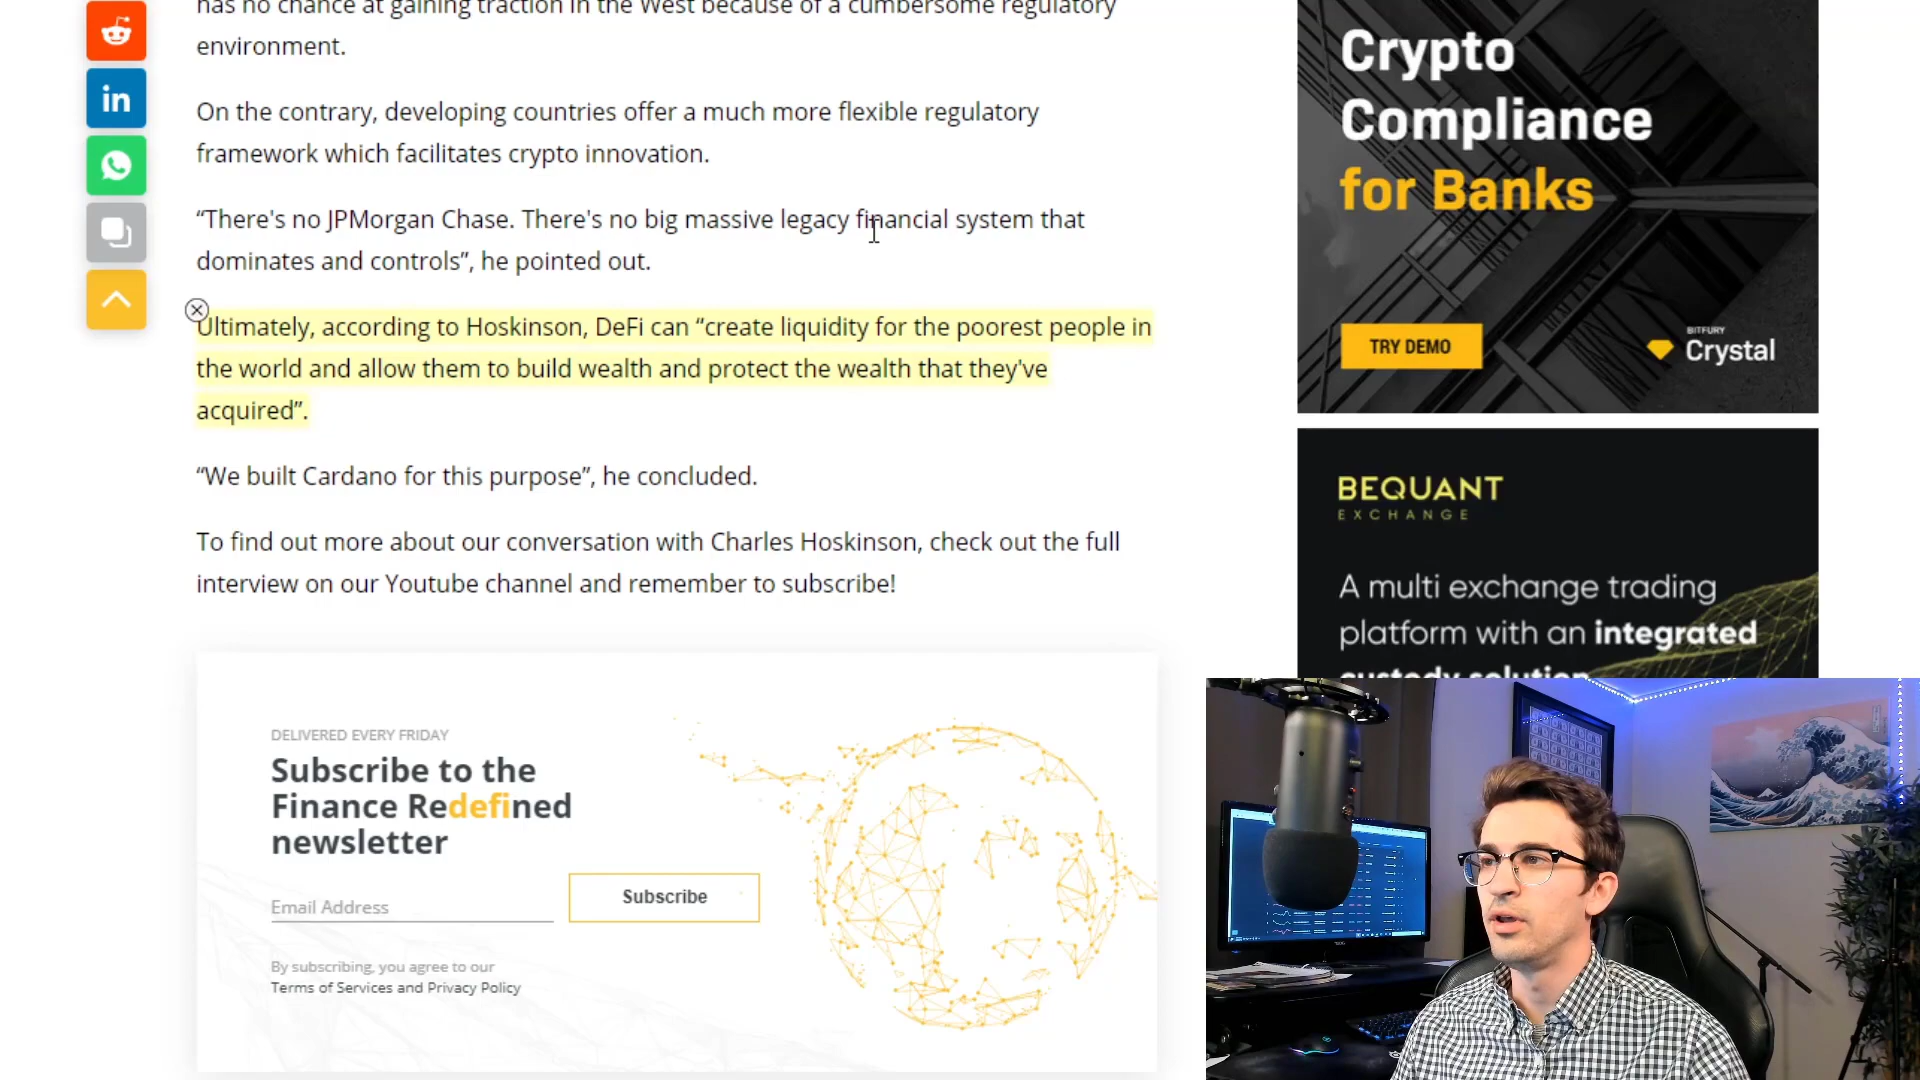 has no chance at gaining traction in the West because of a cumbersome regulatory
environment.
On the contrary, developing countries offer a much more flexible regulatory
framework which facilitates crypto innovation.
“There's no JPMorgan Chase. There's no big massive legacy financial system that
dominates and controls”, he pointed out.
Ultimately, according to Hoskinson, DeFi can “create liquidity for the poorest people in
the world and allow them to build wealth and protect the wealth that they've
acquired”.
“We built Cardano for this purpose”, he concluded.
To find out more about our conversation with Charles Hoskinson, check out the full
interview on our Youtube channel and remember to subscribe!
DELIVERED EVERY FRIDAY
Subscribe to the
Finance Redefined
newsletter
Email Address
Subscribe
By subscribing, you agree to our
Terms of Services and Privacy Policy
in
Crypto
Compliance
for Banks
TRY DEMO
BITFURY
Crystal
BEQUANT
EXCHANGE
A multi exchange trading
platform with an integrated
custody solution